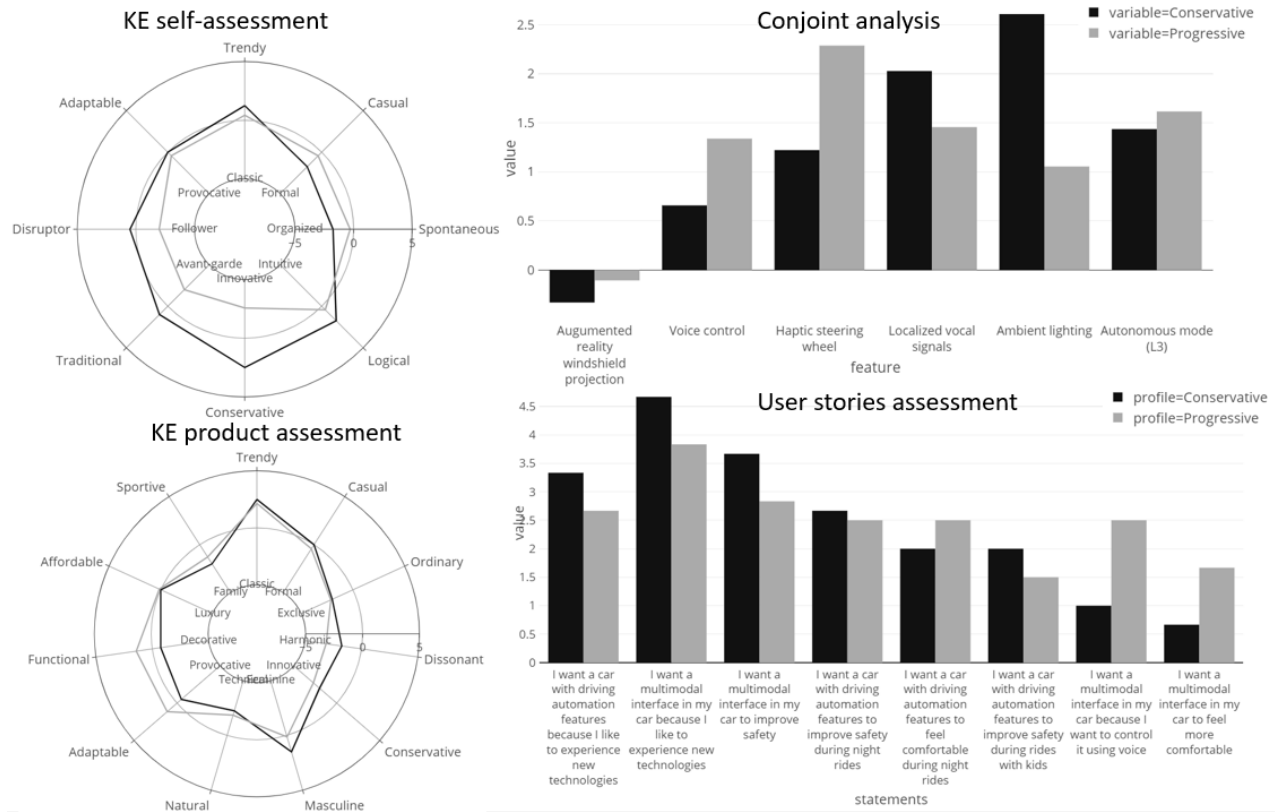 KE self-assessment
Trendy
Adaptable
Casual
Classic
Provocative
Formal
Disruptor
Follower
Organized
Spontaneous
−5
0
5
Avant-garde
Intuitive
Innovative
Traditional
Logical
Conservative
Conjoint analysis
variable=Conservative
variable=Progressive
2.5
2
1.5
1
0.5
0
value
Augumented
reality
windshield
projection
Voice control
Haptic steering
wheel
Localized vocal
signals
Ambient lighting
Autonomous mode
(L3)
feature
KE product assessment
Trendy
Sportive
Casual
Affordable
Ordinary
Classic
Family
Formal
Luxury
Exclusive
Decorative
Harmonic
−5
0
5
Functional
Dissonant
Provocative
Innovative
Technical
Feminine
Adaptable
Conservative
Natural
Masculine
User stories assessment
profile=Conservative
profile=Progressive
4.5
4
3.5
3
2.5
2
1.5
1
0.5
0
value
I want a car
with driving
automation
features
because I like
to experience
new
technologies
I want a
multimodal
interface in my
car because I
like to
experience new
technologies
I want a
multimodal
interface in my
car to improve
safety
I want a car
with driving
automation
features to
improve safety
during night
rides
I want a car
with driving
automation
features to
feel
comfortable
during night
rides
I want a car
with driving
automation
features to
improve safety
during rides
with kids
I want a
multimodal
interface in my
car because I
want to control
it using voice
I want a
multimodal
interface in my
car to feel
more
comfortable
statements